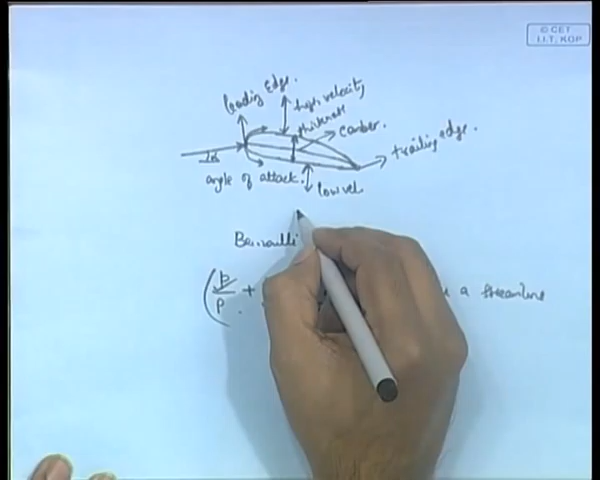 © CET
I.I.T. KGP
leading edge.
high velocity
thickness
camber.
trailing edge.
α
angle of attack.
low vel
Bernoulli
(p/ρ +
a streamline